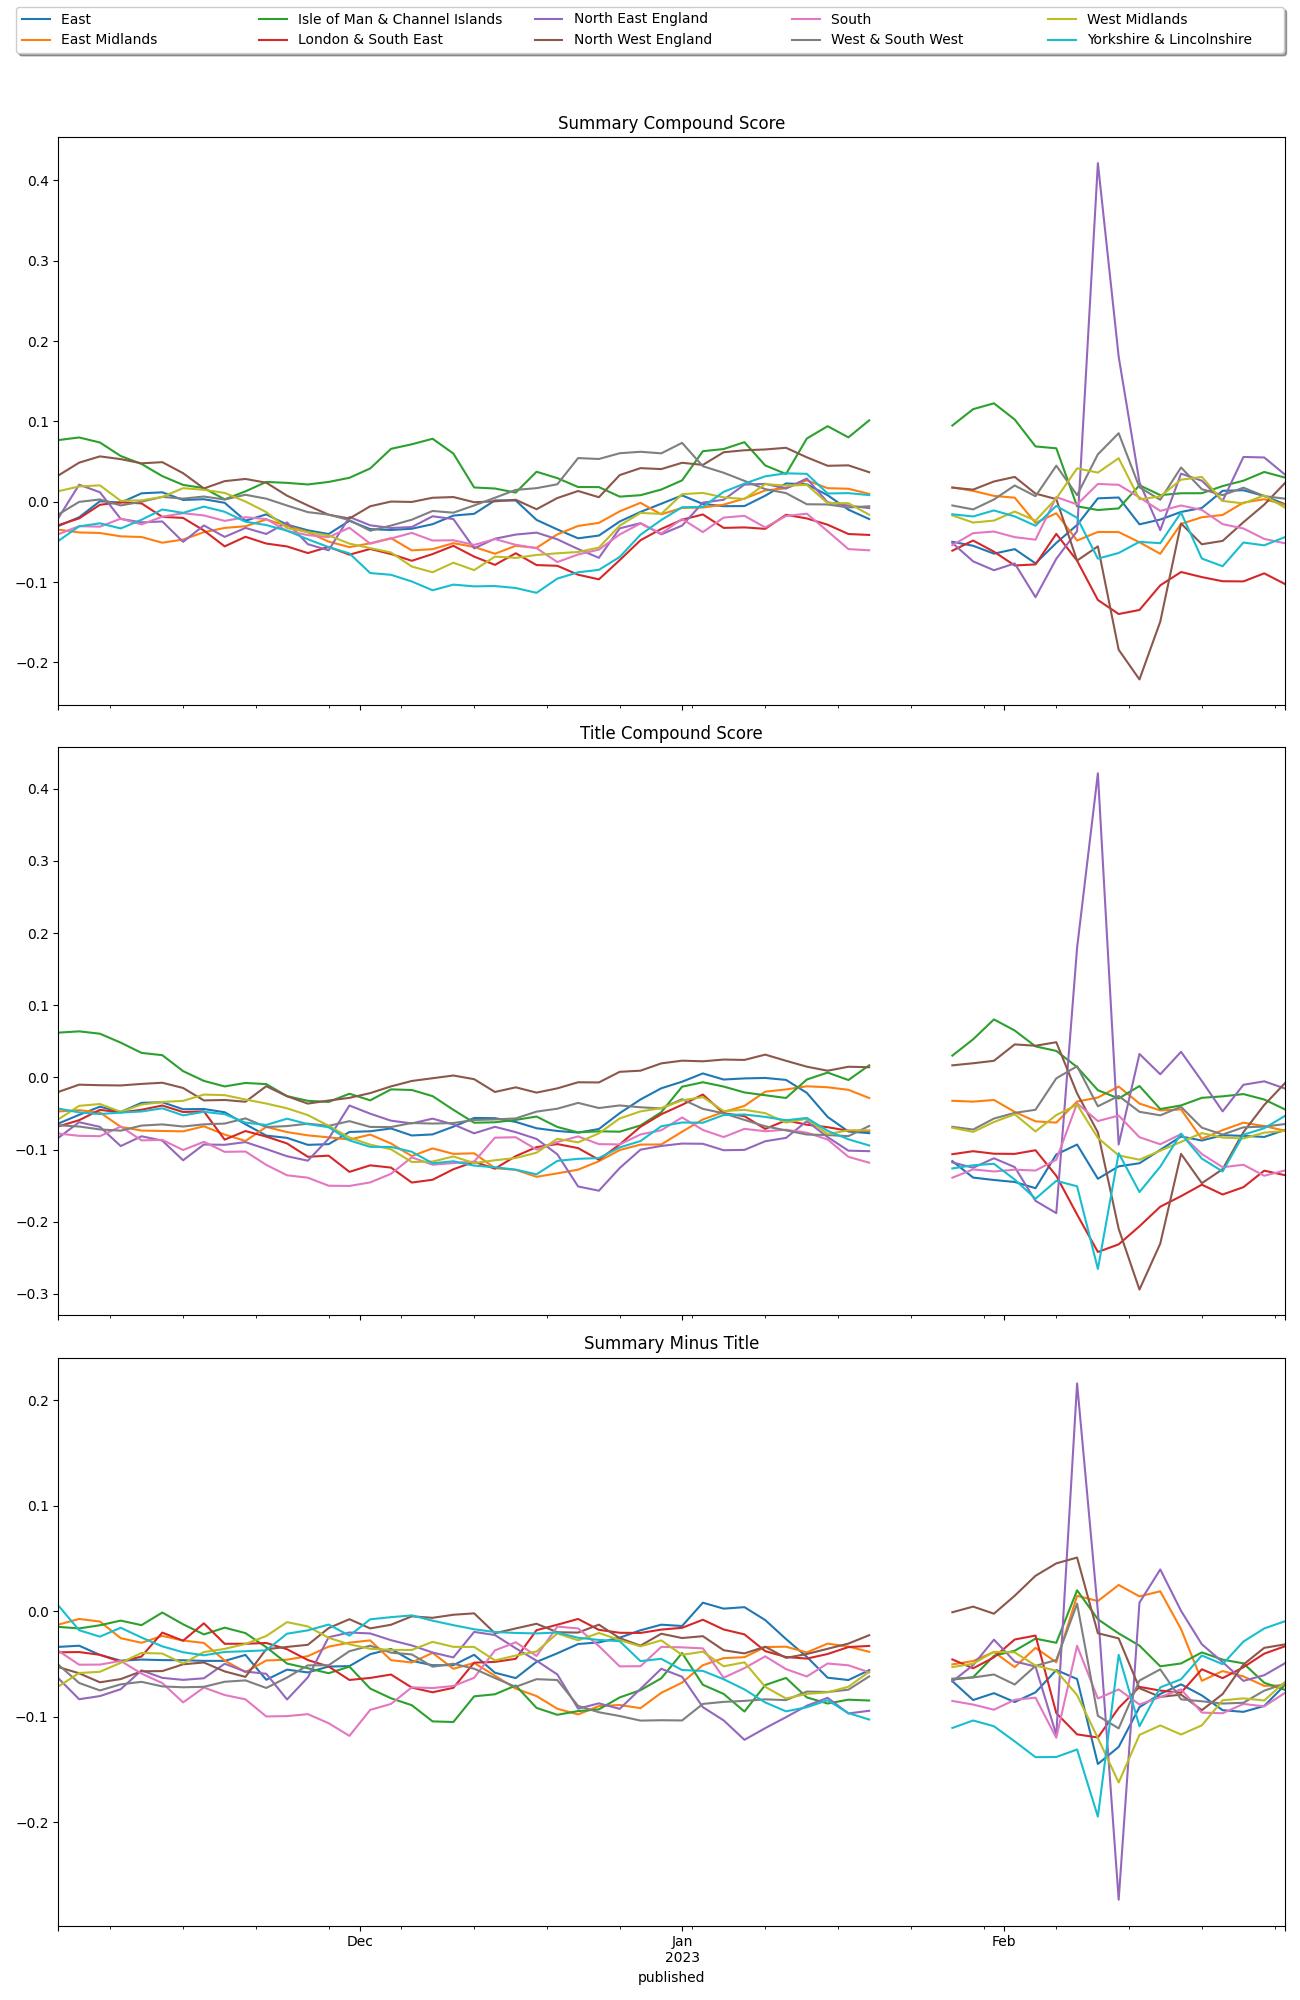 East
East Midlands
Isle of Man & Channel Islands
London & South East
North East England
North West England
South
West & South West
West Midlands
Yorkshire & Lincolnshire
Summary Compound Score
0.4
0.3
0.2
0.1
0.0
−0.1
−0.2
Title Compound Score
0.4
0.3
0.2
0.1
0.0
−0.1
−0.2
−0.3
Summary Minus Title
0.2
0.1
0.0
−0.1
−0.2
Dec
Jan
2023
Feb
published